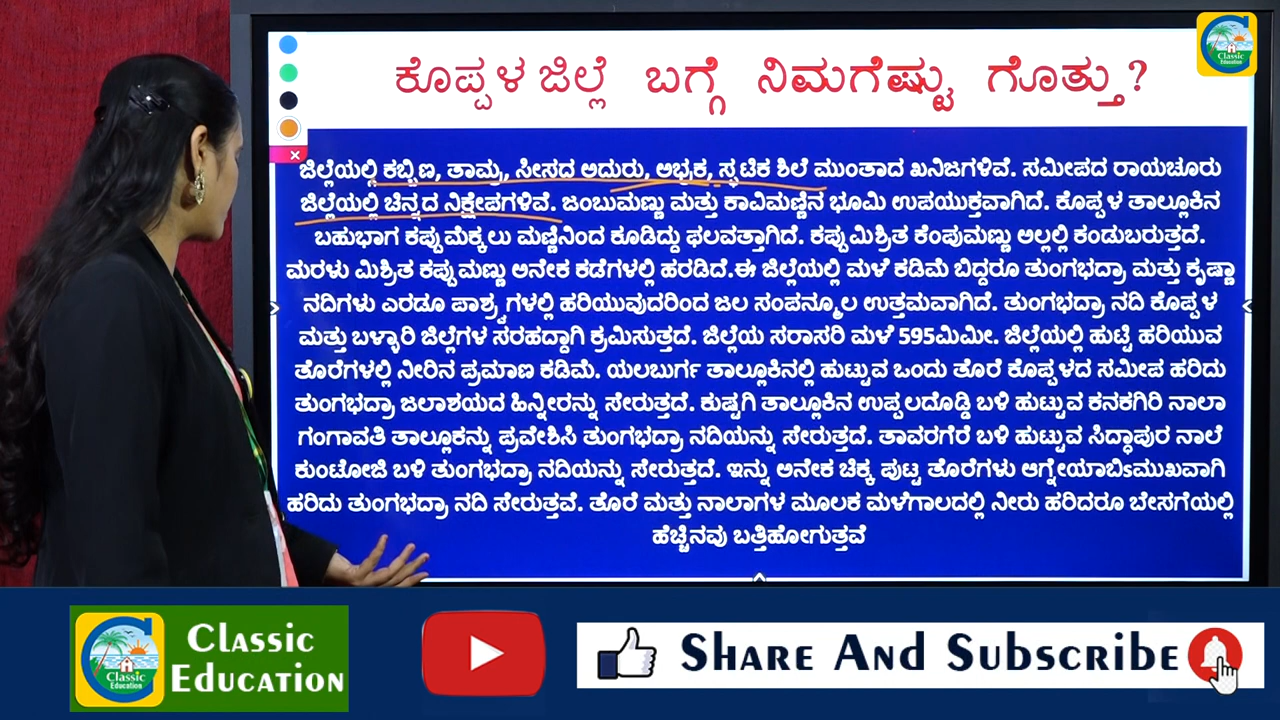 Classic
Education
ಕೊಪ್ಪಳ ಜಿಲ್ಲೆ ಬಗ್ಗೆ ನಿಮಗೆಷ್ಟು ಗೊತ್ತು?
ಜಿಲ್ಲೆಯಲ್ಲಿ ಕಬ್ಬಿಣ, ತಾಮ್ರ, ಸೀಸದ ಅದುರು, ಅಭ್ರಕ, ಸ್ಫಟಿಕ ಶಿಲೆ ಮುಂತಾದ ಖನಿಜಗಳಿವೆ. ಸಮೀಪದ ರಾಯಚೂರು
ಜಿಲ್ಲೆಯಲ್ಲಿ ಚಿನ್ನದ ನಿಕ್ಷೇಪಗಳಿವೆ. ಜಂಬುಮಣ್ಣು ಮತ್ತು ಕಾವಿಮಣ್ಣಿನ ಭೂಮಿ ಉಪಯುಕ್ತವಾಗಿದೆ. ಕೊಪ್ಪಳ ತಾಲ್ಲೂಕಿನ
ಬಹುಭಾಗ ಕಪ್ಪುಮೆಕ್ಕಲು ಮಣ್ಣಿನಿಂದ ಕೂಡಿದ್ದು ಫಲವತ್ತಾಗಿದೆ. ಕಪ್ಪುಮಿಶ್ರಿತ ಕೆಂಪುಮಣ್ಣು ಅಲ್ಲಲ್ಲಿ ಕಂಡುಬರುತ್ತದೆ.
ಮರಳು ಮಿಶ್ರಿತ ಕಪ್ಪುಮಣ್ಣು ಅನೇಕ ಕಡೆಗಳಲ್ಲಿ ಹರಡಿದೆ.ಈ ಜಿಲ್ಲೆಯಲ್ಲಿ ಮಳೆ ಕಡಿಮೆ ಬಿದ್ದರೂ ತುಂಗಭದ್ರಾ ಮತ್ತು ಕೃಷ್ಣಾ
ನದಿಗಳು ಎರಡೂ ಪಾರ್ಶ್ವಗಳಲ್ಲಿ ಹರಿಯುವುದರಿಂದ ಜಲ ಸಂಪನ್ಮೂಲ ಉತ್ತಮವಾಗಿದೆ. ತುಂಗಭದ್ರಾ ನದಿ ಕೊಪ್ಪಳ
ಮತ್ತು ಬಳ್ಳಾರಿ ಜಿಲ್ಲೆಗಳ ಸರಹದ್ದಾಗಿ ಕ್ರಮಿಸುತ್ತದೆ. ಜಿಲ್ಲೆಯ ಸರಾಸರಿ ಮಳೆ 595ಮಿಮೀ. ಜಿಲ್ಲೆಯಲ್ಲಿ ಹುಟ್ಟಿ ಹರಿಯುವ
ತೊರೆಗಳಲ್ಲಿ ನೀರಿನ ಪ್ರಮಾಣ ಕಡಿಮೆ. ಯಲಬುರ್ಗ ತಾಲ್ಲೂಕಿನಲ್ಲಿ ಹುಟ್ಟುವ ಒಂದು ತೊರೆ ಕೊಪ್ಪಳದ ಸಮೀಪ ಹರಿದು
ತುಂಗಭದ್ರಾ ಜಲಾಶಯದ ಹಿನ್ನೀರನ್ನು ಸೇರುತ್ತದೆ. ಕುಷ್ಟಗಿ ತಾಲ್ಲೂಕಿನ ಉಪ್ಪಲದೊಡ್ಡಿ ಬಳಿ ಹುಟ್ಟುವ ಕನಕಗಿರಿ ನಾಲಾ
ಗಂಗಾವತಿ ತಾಲ್ಲೂಕನ್ನು ಪ್ರವೇಶಿಸಿ ತುಂಗಭದ್ರಾ ನದಿಯನ್ನು ಸೇರುತ್ತದೆ. ತಾವರಗೆರೆ ಬಳಿ ಹುಟ್ಟುವ ಸಿದ್ಧಾಪುರ ನಾಲೆ
ಕುಂಟೋಜಿ ಬಳಿ ತುಂಗಭದ್ರಾ ನದಿಯನ್ನು ಸೇರುತ್ತದೆ. ಇನ್ನು ಅನೇಕ ಚಿಕ್ಕ ಪುಟ್ಟ ತೊರೆಗಳು ಆಗ್ನೇಯಾಬಿsಮುಖವಾಗಿ
ಹರಿದು ತುಂಗಭದ್ರಾ ನದಿ ಸೇರುತ್ತವೆ. ತೊರೆ ಮತ್ತು ನಾಲಾಗಳ ಮೂಲಕ ಮಳೆಗಾಲದಲ್ಲಿ ನೀರು ಹರಿದರೂ ಬೇಸಗೆಯಲ್ಲಿ
ಹೆಚ್ಚಿನವು ಬತ್ತಿಹೋಗುತ್ತವೆ
Classic
Education
Classic
Education
Share And Subscribe